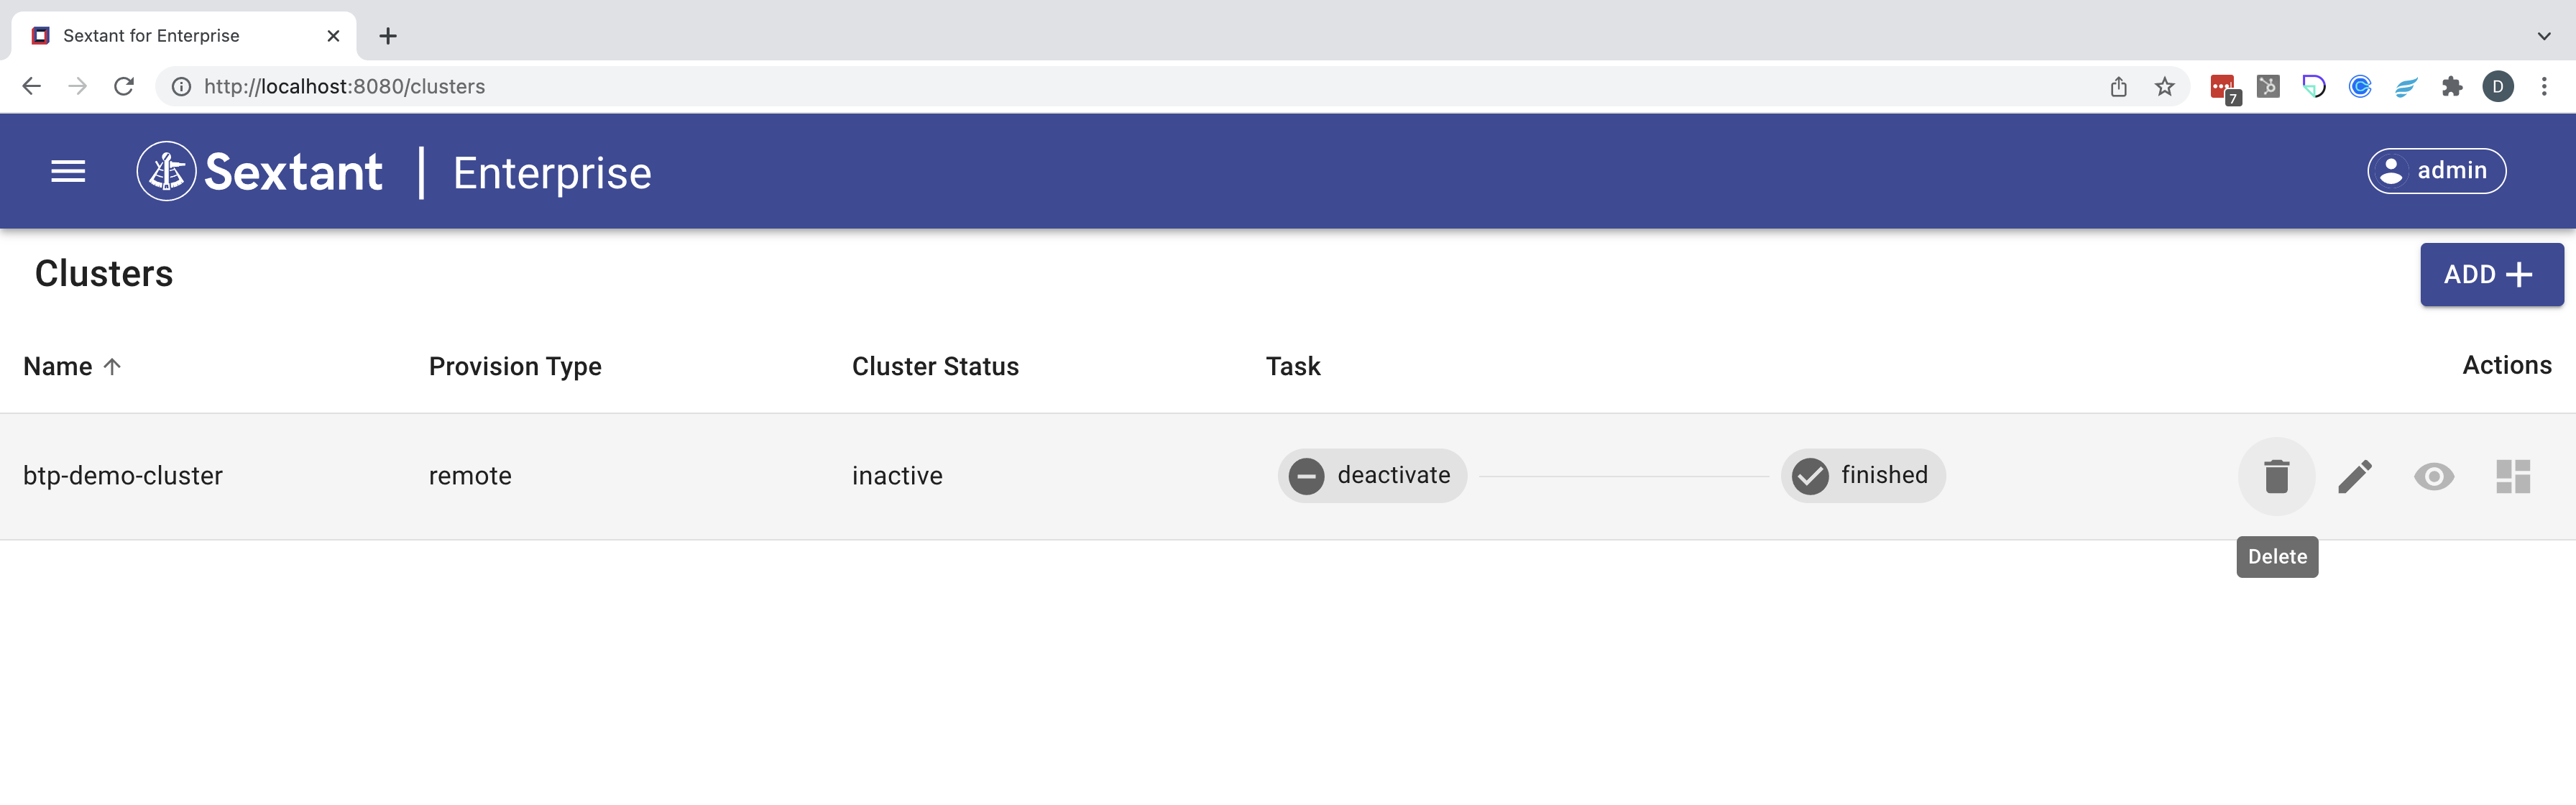 Sextant for Enterprise
http://localhost:8080/clusters
7
D
Sextant | Enterprise
admin
Clusters
ADD +
Name Provision Type Cluster Status Task Actions
btp-demo-cluster remote inactive deactivate finished
Delete